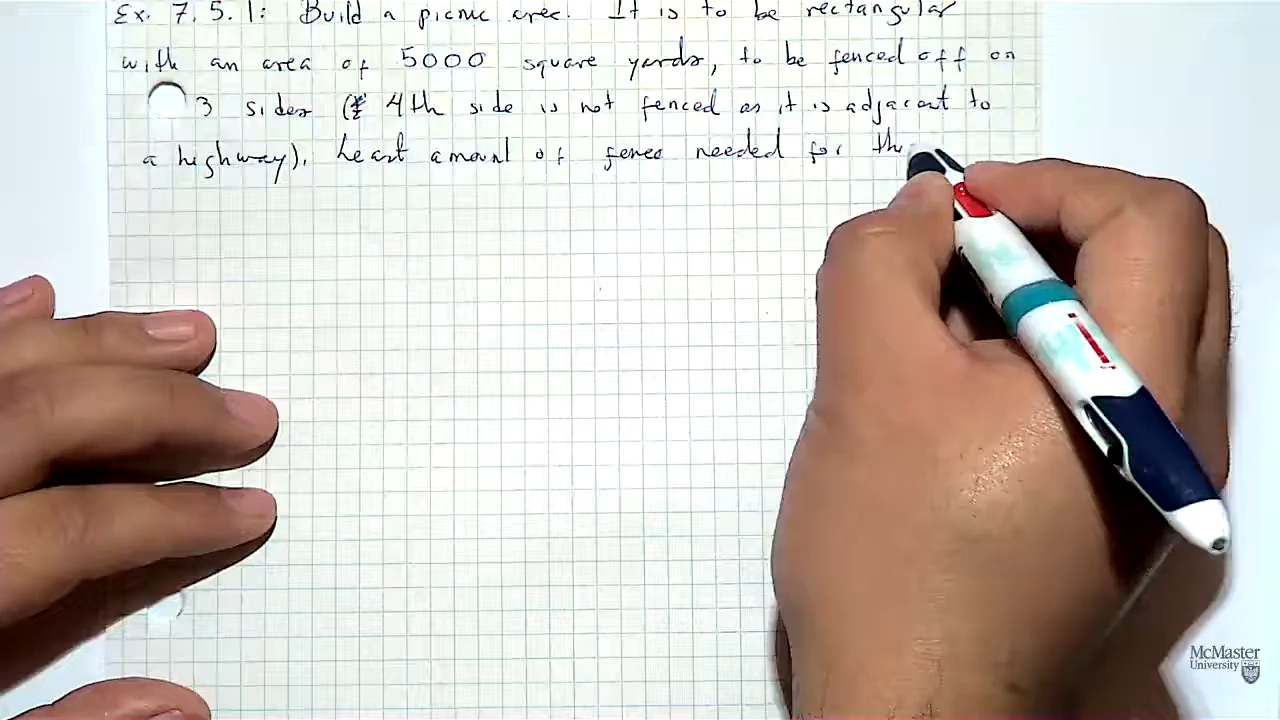 Ex. 7.5.1: Build a picnic area. It is to be rectangular
with an area of 5000 square yards, to be fenced off on
3 sides (4th side is not fenced as it is adjacent to
a highway). Least amount of fence needed for the
McMaster
University